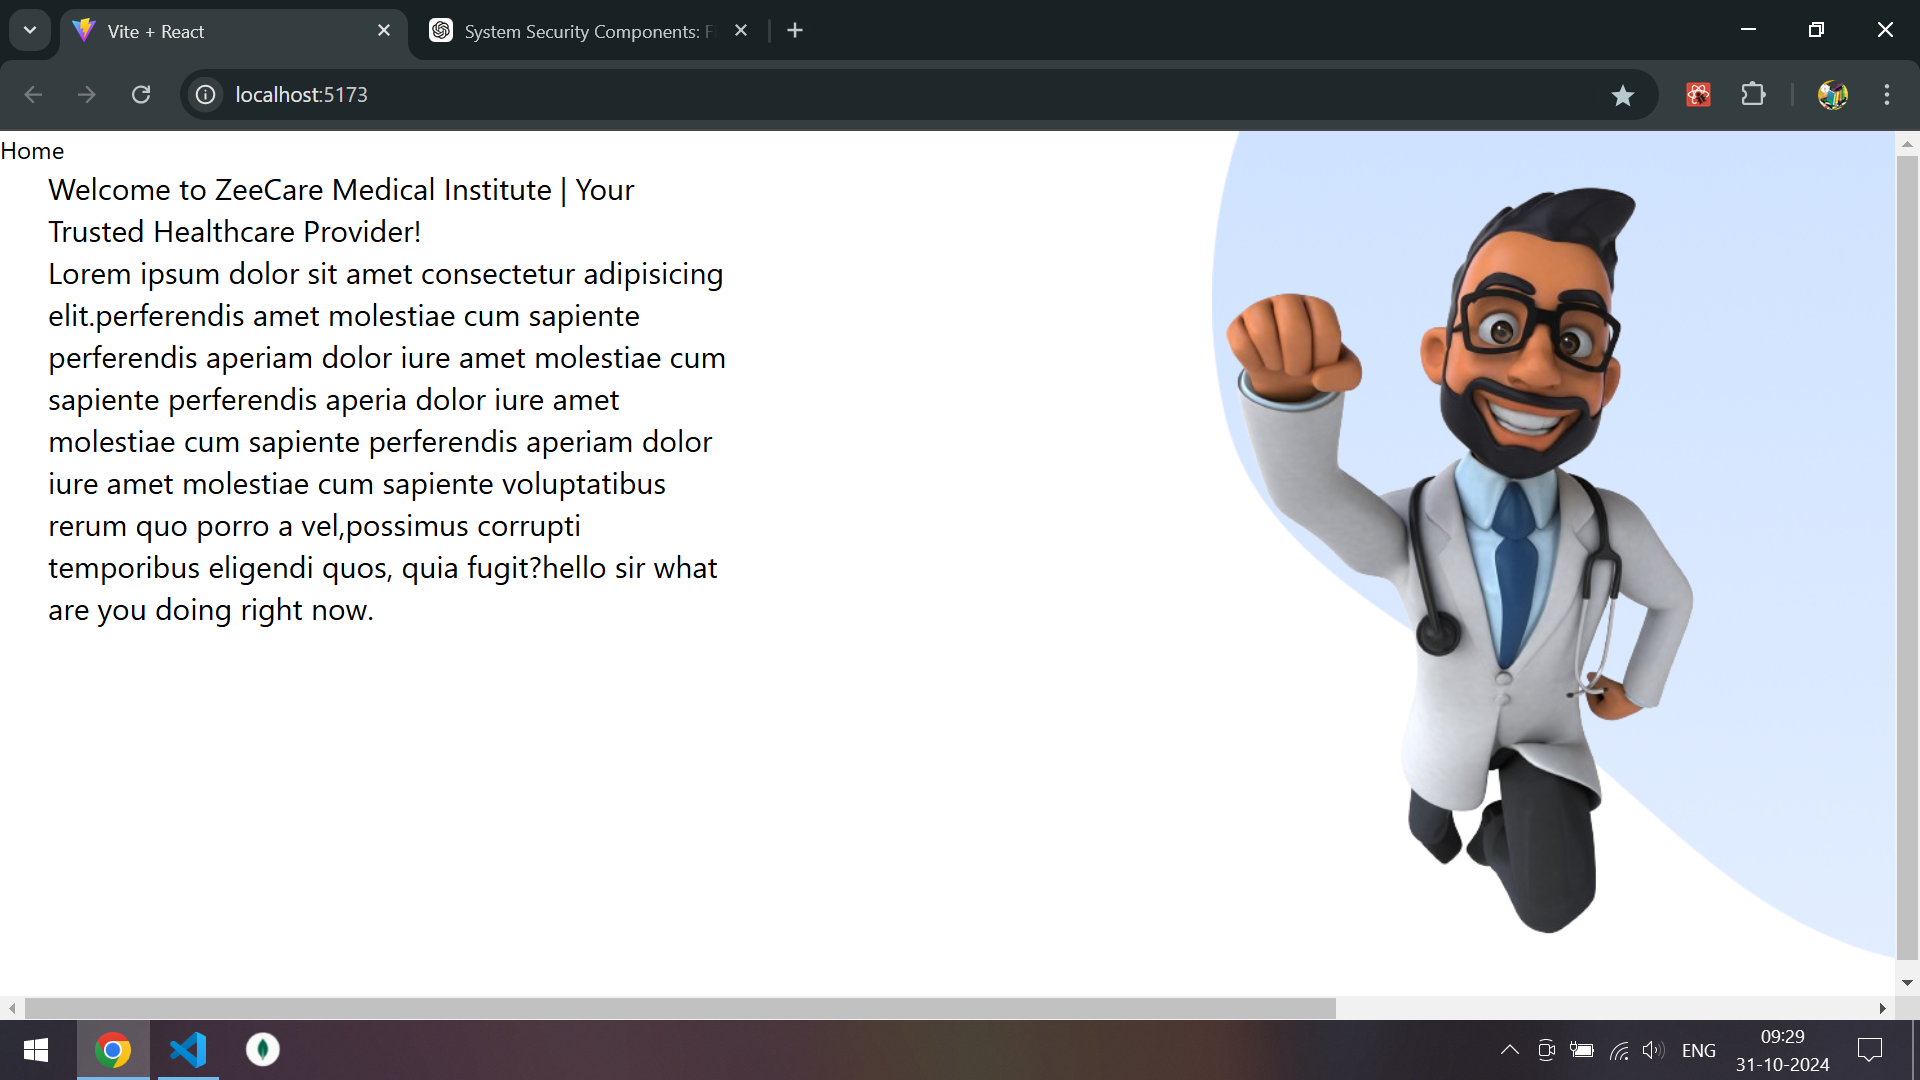 Vite + React
System Security Components: F
localhost:5173
Home
Welcome to ZeeCare Medical Institute | Your
Trusted Healthcare Provider!
Lorem ipsum dolor sit amet consectetur adipisicing
elit.perferendis amet molestiae cum sapiente
perferendis aperiam dolor iure amet molestiae cum
sapiente perferendis aperia dolor iure amet
molestiae cum sapiente perferendis aperiam dolor
iure amet molestiae cum sapiente voluptatibus
rerum quo porro a vel,possimus corrupti
temporibus eligendi quos, quia fugit?hello sir what
are you doing right now.
ENG
09:29
31-10-2024